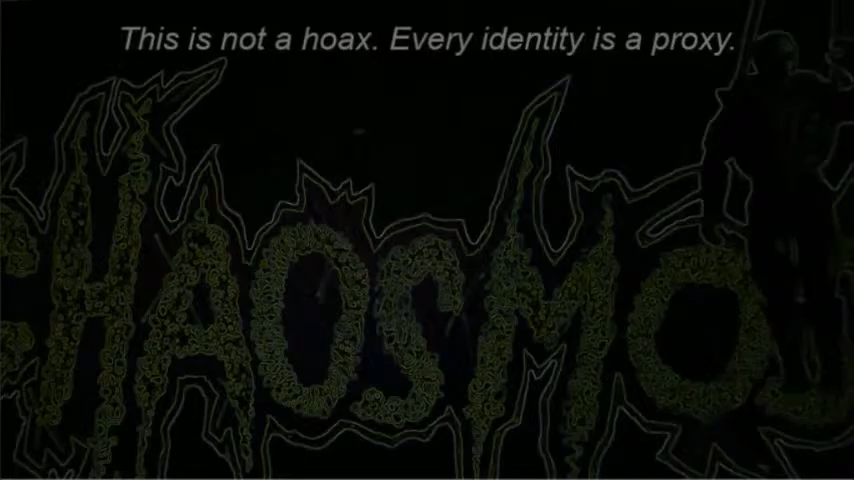 This is not a hoax. Every identity is a proxy.
CHAOSMO